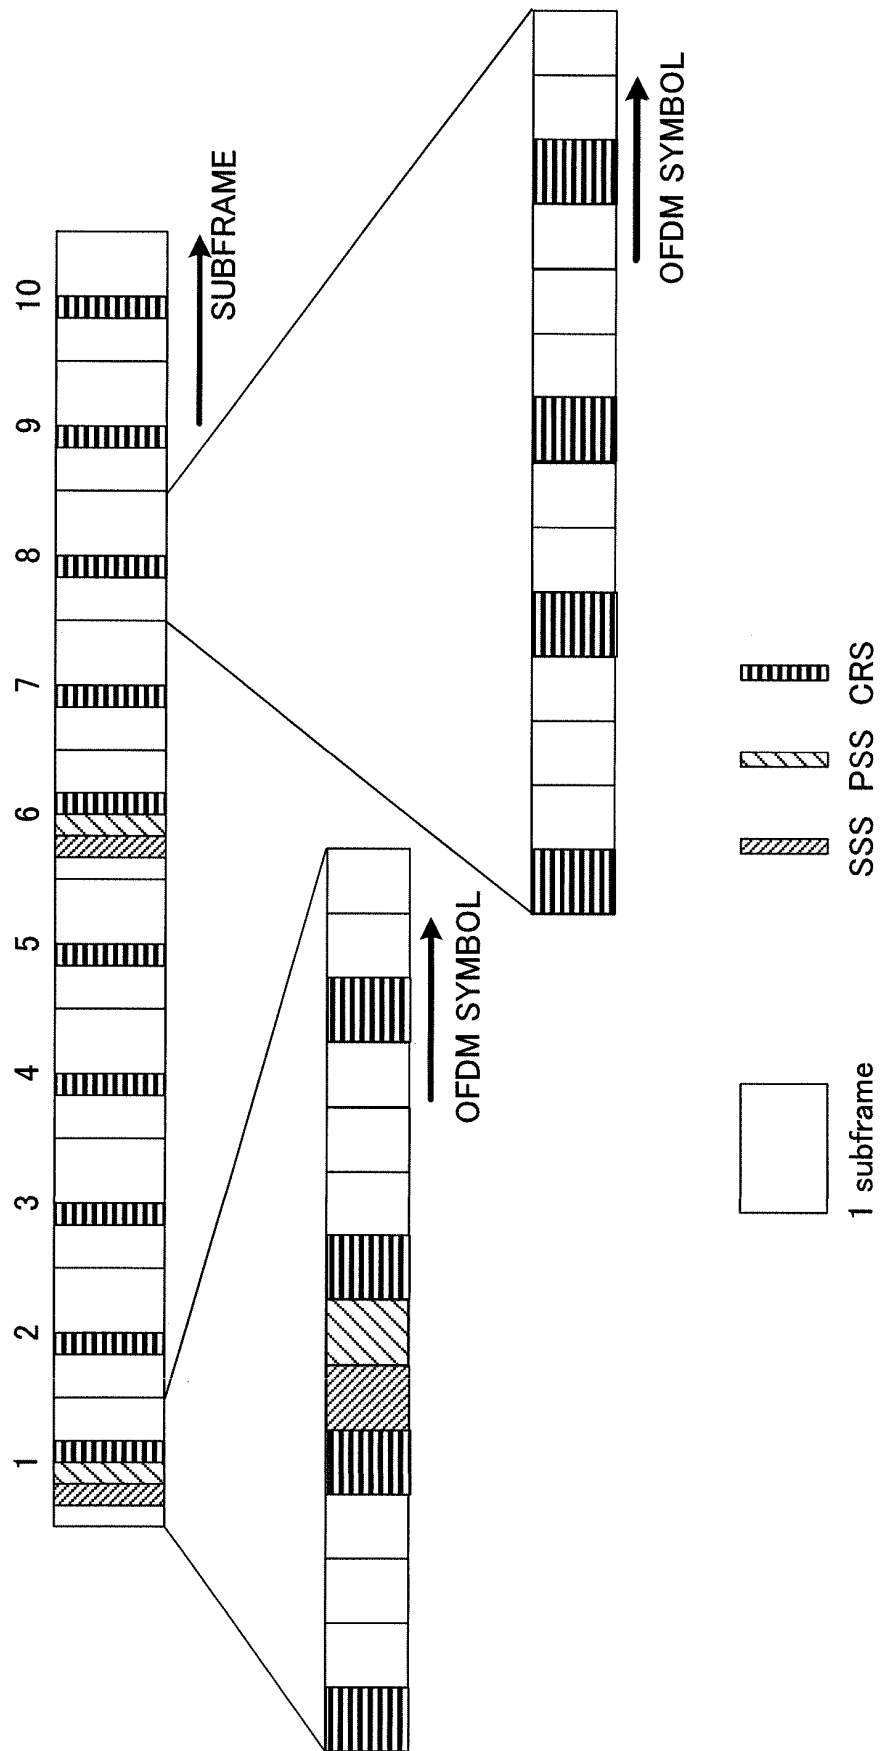 1 2 3 4 5 6 7 8 9 10
SUBFRAME
OFDM SYMBOL
OFDM SYMBOL
1 subframe
SSS PSS CRS